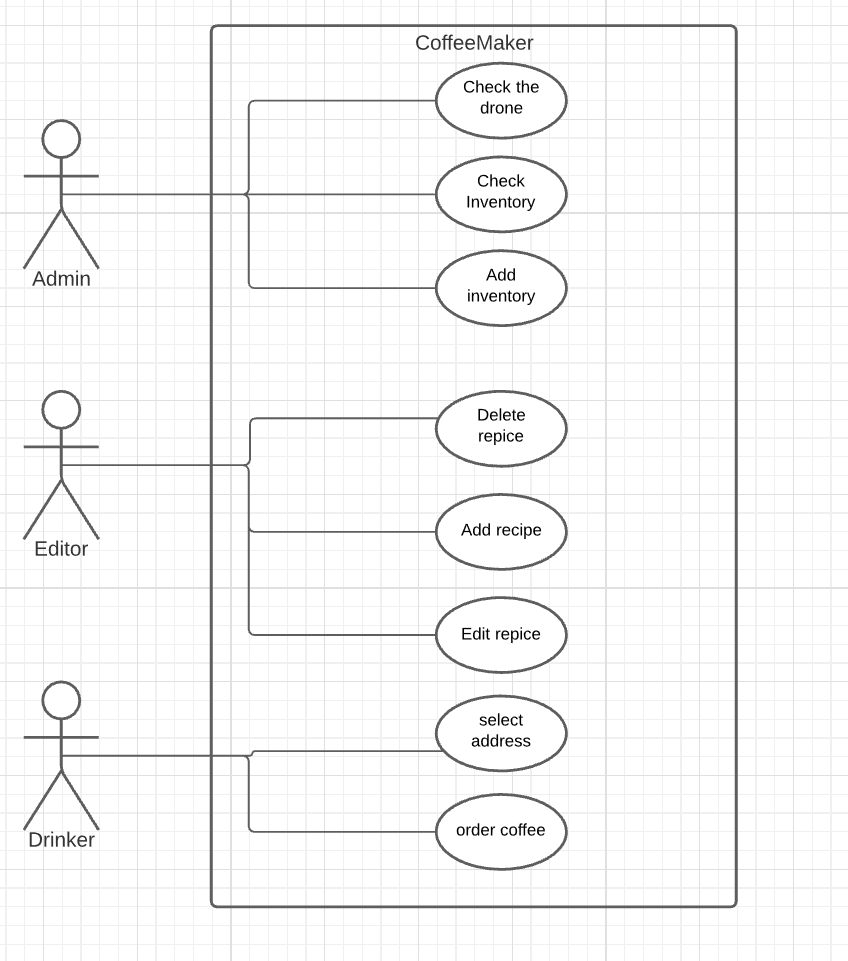 CoffeeMaker
Check the
drone
Check
Inventory
Add
inventory
Admin
Delete
repice
Add recipe
Editor
Edit repice
select
address
order coffee
Drinker